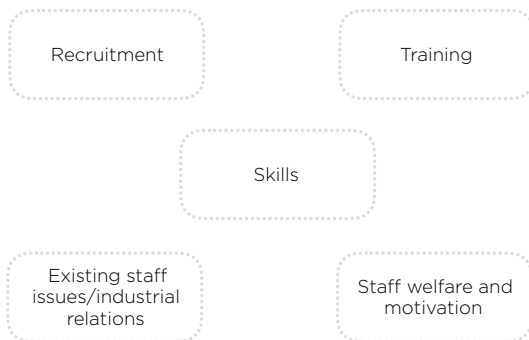 Recruitment
Training
Skills
Existing staff
issues/industrial
relations
Staff welfare and
motivation